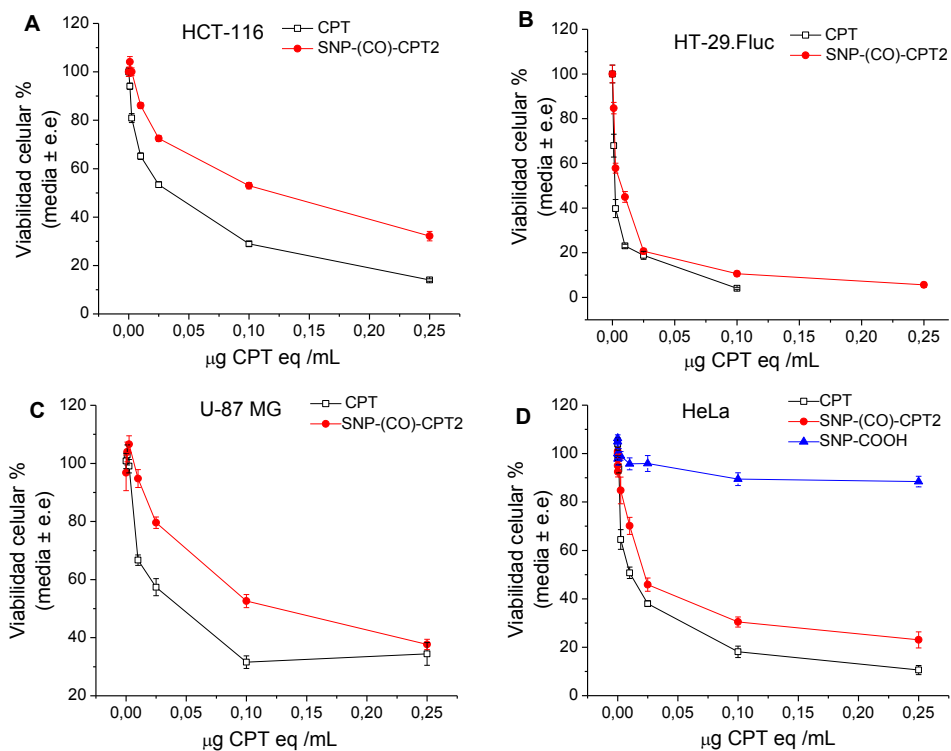 A
HCT-116
CPT
SNP-(CO)-CPT2
Viabilidad celular %
(media ± e.e)
120
100
80
60
40
20
0
0,00 0,05 0,10 0,15 0,20 0,25
µg CPT eq /mL
B
HT-29.Fluc
CPT
SNP-(CO)-CPT2
Viabilidad celular %
(media ± e.e)
120
100
80
60
40
20
0
0,00 0,05 0,10 0,15 0,20 0,25
µg CPT eq /mL
C
U-87 MG
CPT
SNP-(CO)-CPT2
Viabilidad celular %
(media ± e.e)
120
100
80
60
40
20
0,00 0,05 0,10 0,15 0,20 0,25
µg CPT eq /mL
D
HeLa
CPT
SNP-(CO)-CPT2
SNP-COOH
Viabilidad celular %
(media ± e.e)
120
100
80
60
40
20
0
0,00 0,05 0,10 0,15 0,20 0,25
µg CPT eq /mL